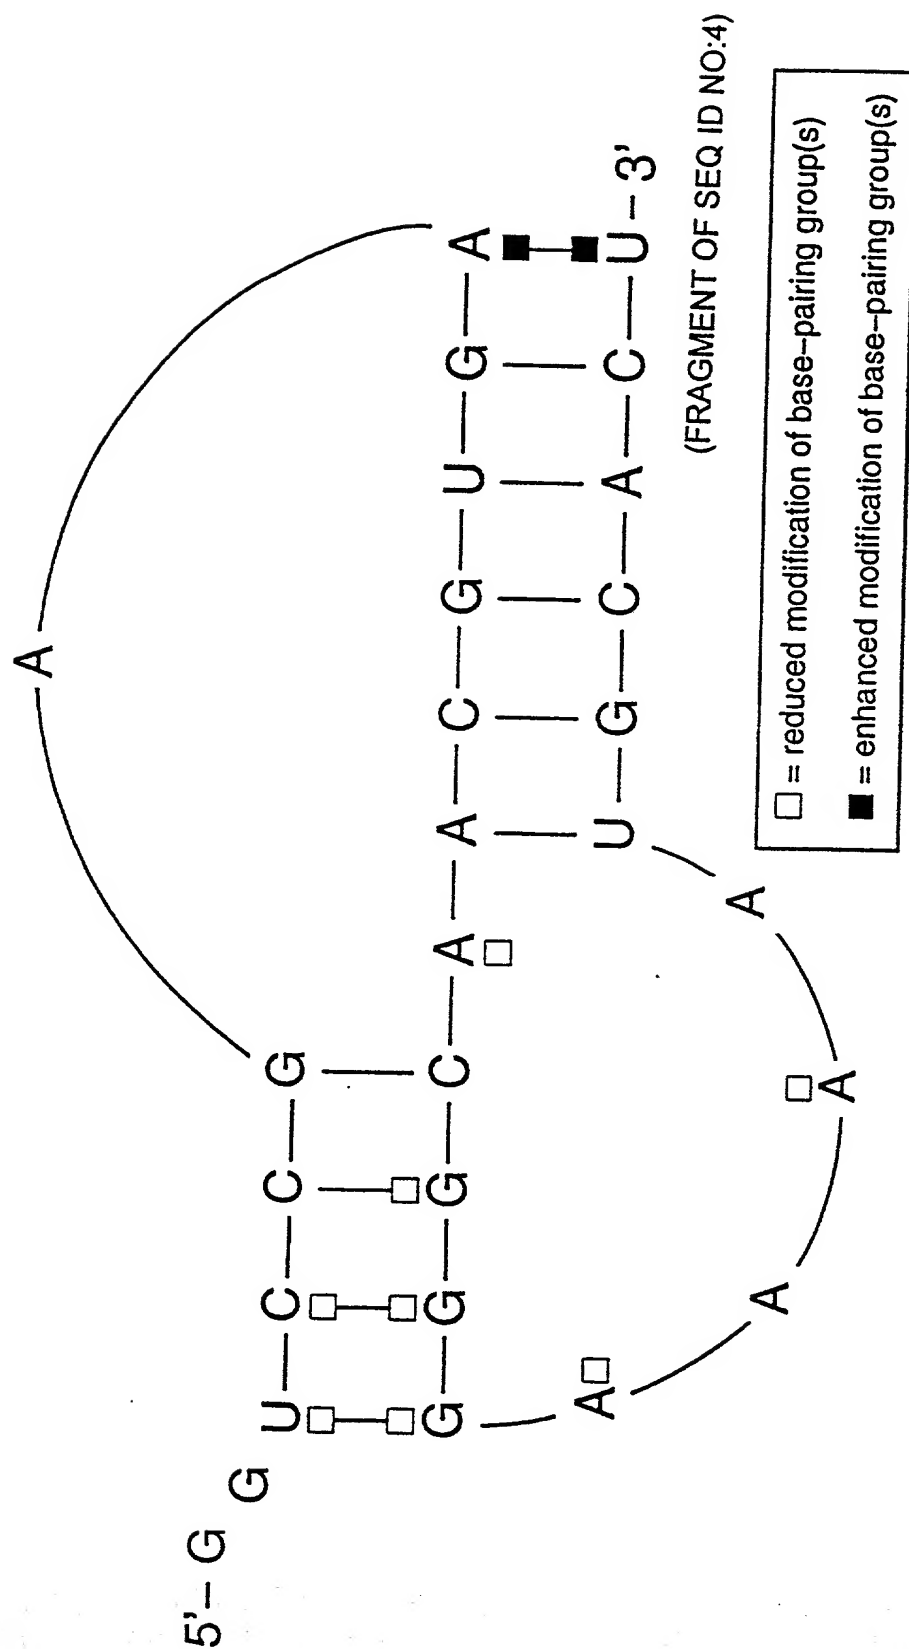 A
5'– G G
U C C G
G G G C A A C G U G A
A U G C A C U – 3'
A A
A
(FRAGMENT OF SEQ ID NO:4)
□ = reduced modification of base–pairing group(s)
■ = enhanced modification of base–pairing group(s)